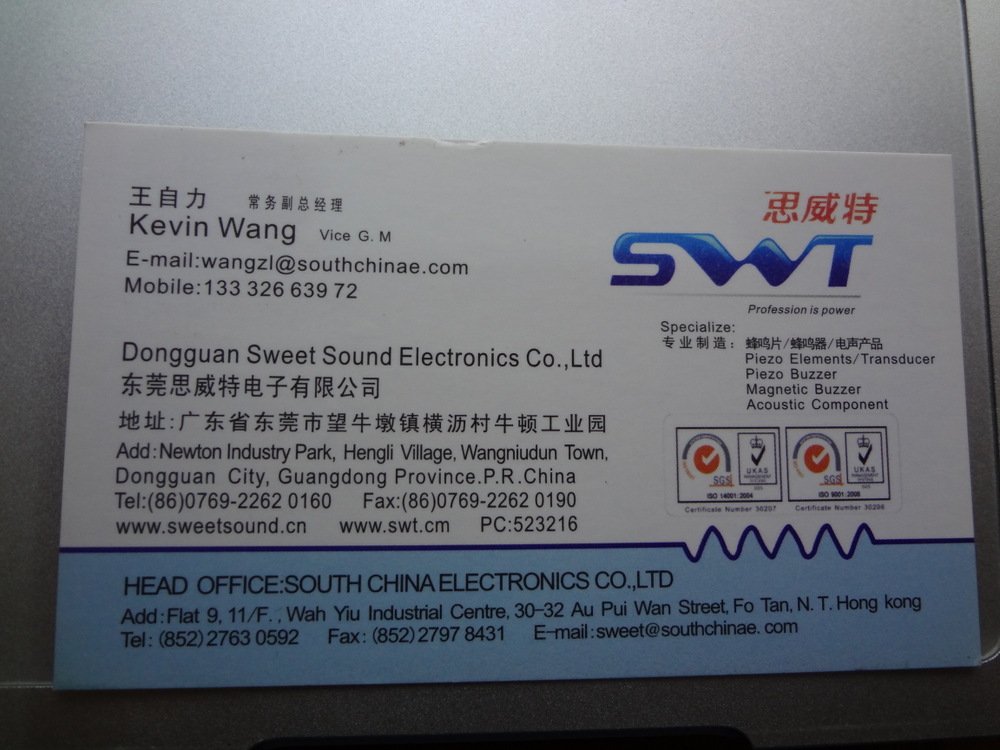 王自力 常务副总经理
Kevin Wang Vice G. M
E-mail:wangzl@southchinae.com
Mobile:133 326 639 72
思威特
SWT
Profession is power
Specialize:
专业制造：蜂鸣片/蜂鸣器/电声产品
Piezo Elements/Transducer
Piezo Buzzer
Magnetic Buzzer
Acoustic Component
Dongguan Sweet Sound Electronics Co.,Ltd
东莞思威特电子有限公司
地址:广东省东莞市望牛墩镇横沥村牛顿工业园
Add:Newton Industry Park, Hengli Village, Wangniudun Town,
Dongguan City, Guangdong Province.P.R.China
Tel:(86)0769-2262 0160 Fax:(86)0769-2262 0190
www.sweetsound.cn www.swt.cm PC:523216
SGS UKAS SGS UKAS
ISO 14001:2004 ISO 9001:2008
Certificate Number 30207 Certificate Number 30206
HEAD OFFICE:SOUTH CHINA ELECTRONICS CO.,LTD
Add:Flat 9, 11/F., Wah Yiu Industrial Centre, 30-32 Au Pui Wan Street, Fo Tan, N. T. Hong kong
Tel: (852) 2763 0592 Fax: (852) 2797 8431 E-mail:sweet@southchinae. com